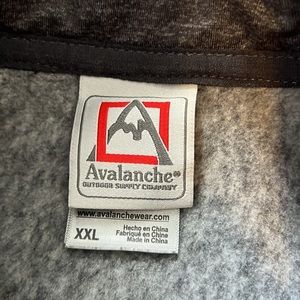 Avalanche®
OUTDOOR SUPPLY COMPANY
www.avalanchewear.com
XXL
Hecho en China
Fabriqué en Chine
Made in China